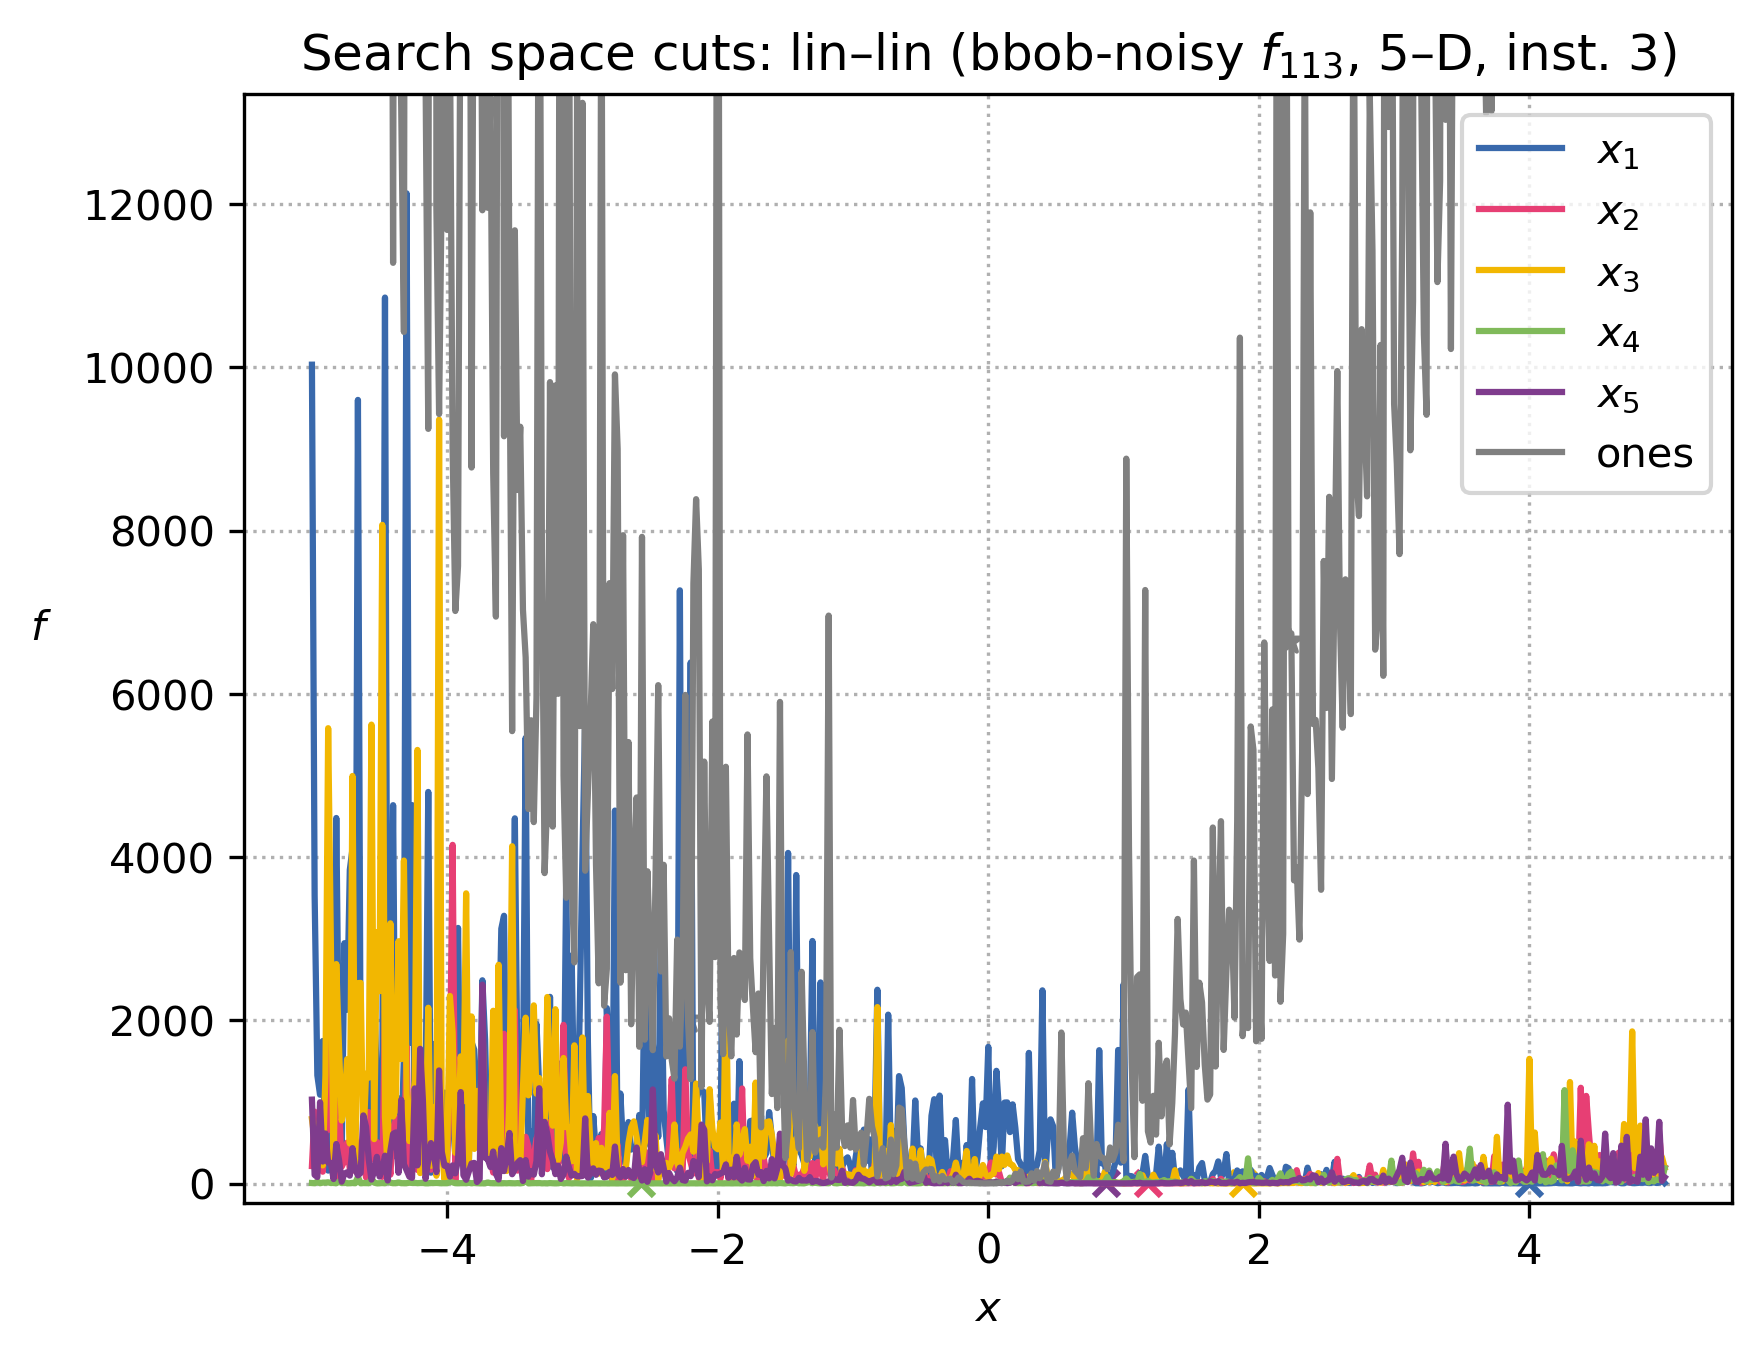 Search space cuts: lin–lin (bbob-noisy f₁₁₃, 5–D, inst. 3)
12000
10000
8000
6000
4000
2000
0
f
−4
−2
0
2
4
x
x₁
x₂
x₃
x₄
x₅
ones